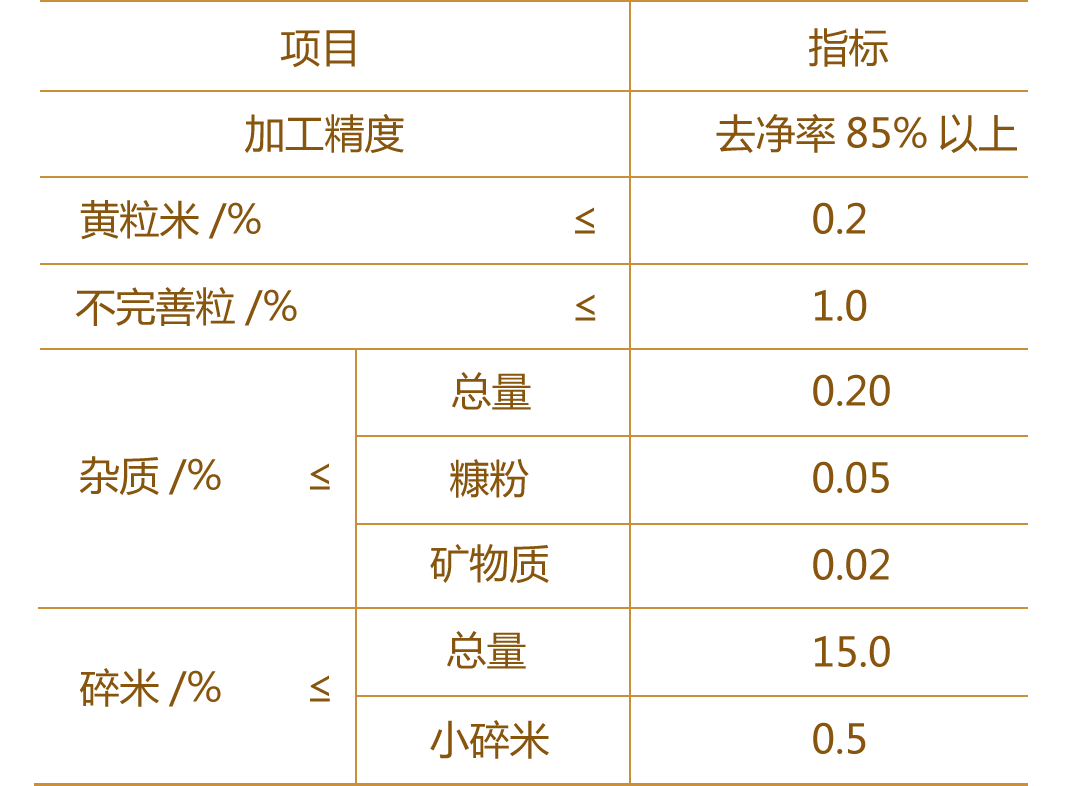 项目 指标
加工精度 去净率 85% 以上
黄粒米 /% ≤ 0.2
不完善粒 /% ≤ 1.0
杂质 /% ≤ 总量 0.20
糠粉 0.05
矿物质 0.02
碎米 /% ≤ 总量 15.0
小碎米 0.5